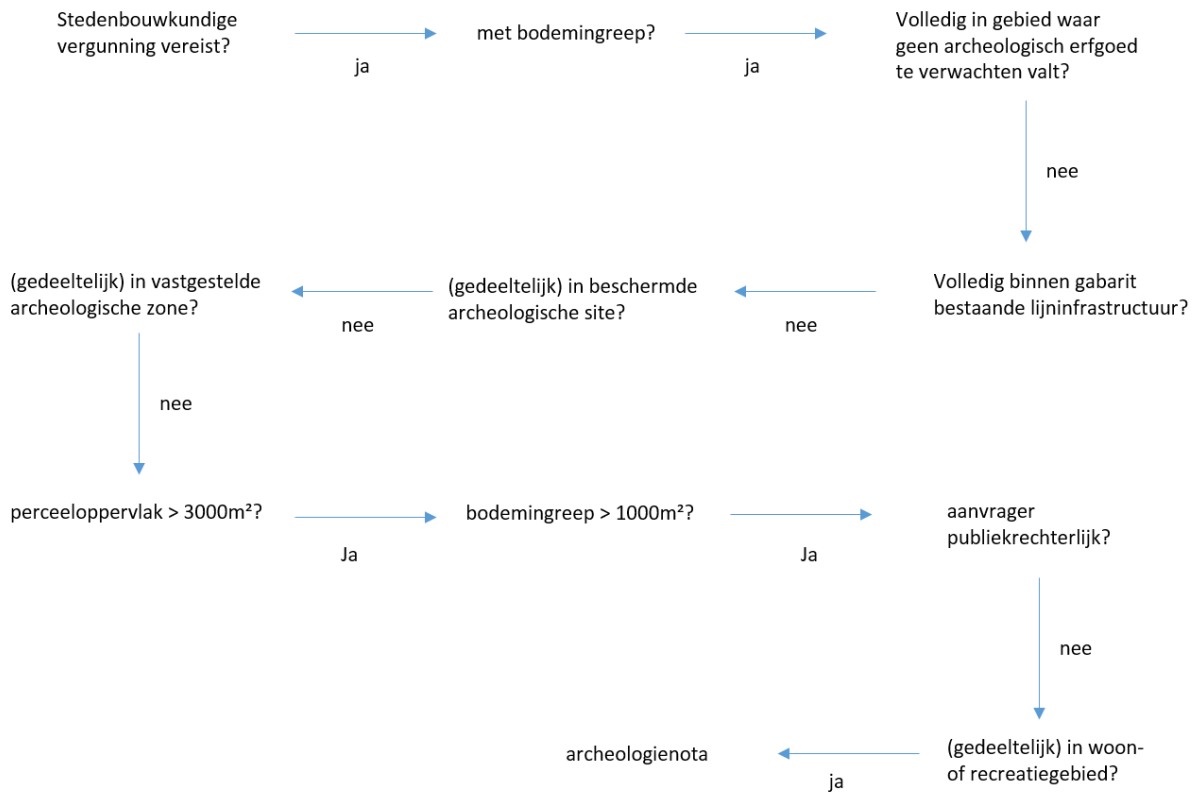 Stedenbouwkundige
vergunning vereist?
ja
met bodemingreep?
ja
Volledig in gebied waar
geen archeologisch erfgoed
te verwachten valt?
nee
Volledig binnen gabarit
bestaande lijninfrastructuur?
nee
(gedeeltelijk) in beschermde
archeologische site?
nee
(gedeeltelijk) in vastgestelde
archeologische zone?
nee
perceeloppervlak > 3000m²?
Ja
bodemingreep > 1000m²?
Ja
aanvrager
publiekrechterlijk?
nee
(gedeeltelijk) in woon-
of recreatiegebied?
ja
archeologienota